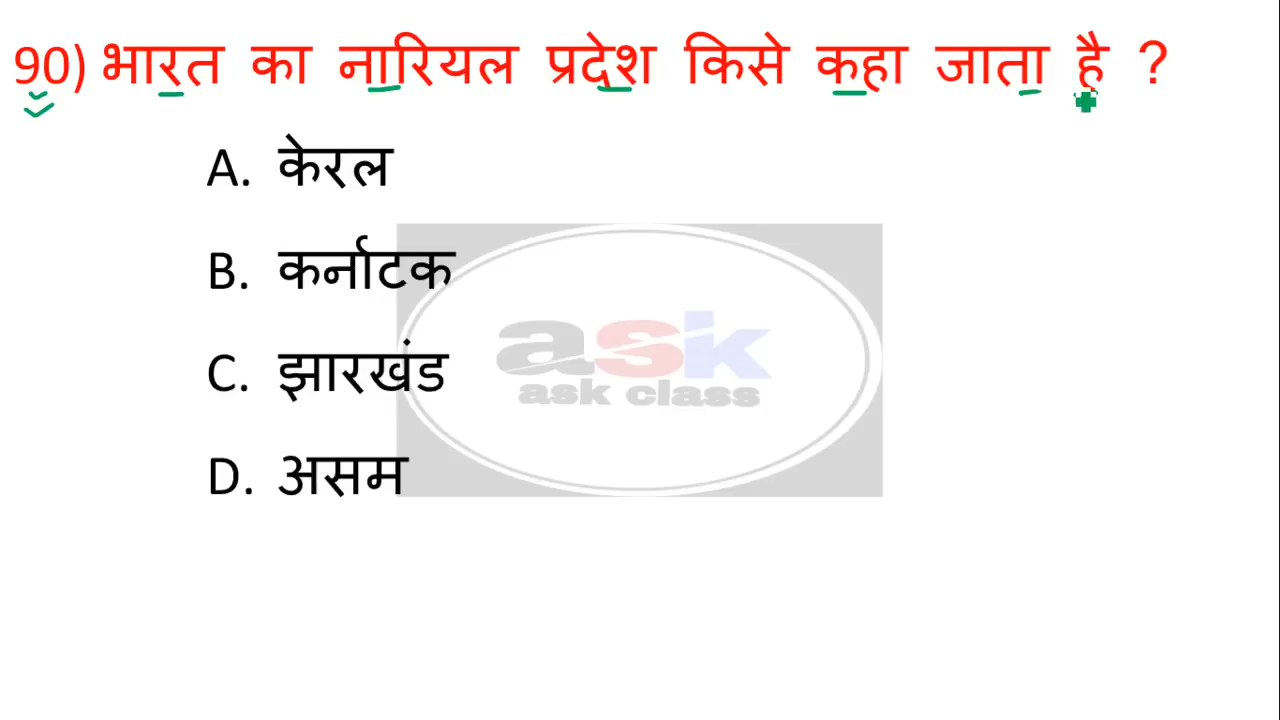 90) भारत का नारियल प्रदेश किसे कहा जाता है ?
A. केरल
B. कर्नाटक
C. झारखंड
D. असम
ask
ask class